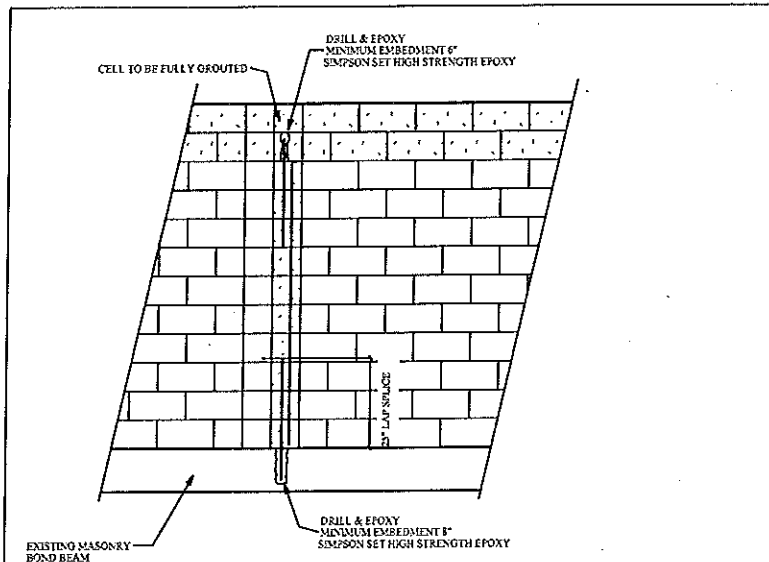 DRILL & EPOXY
MINIMUM EMBEDMENT 6"
SIMPSON SET HIGH STRENGTH EPOXY
CELL TO BE FULLY GROUTED
25" LAP SPLICE
DRILL & EPOXY
MINIMUM EMBEDMENT 8"
SIMPSON SET HIGH STRENGTH EPOXY
EXISTING MASONRY
BOND BEAM